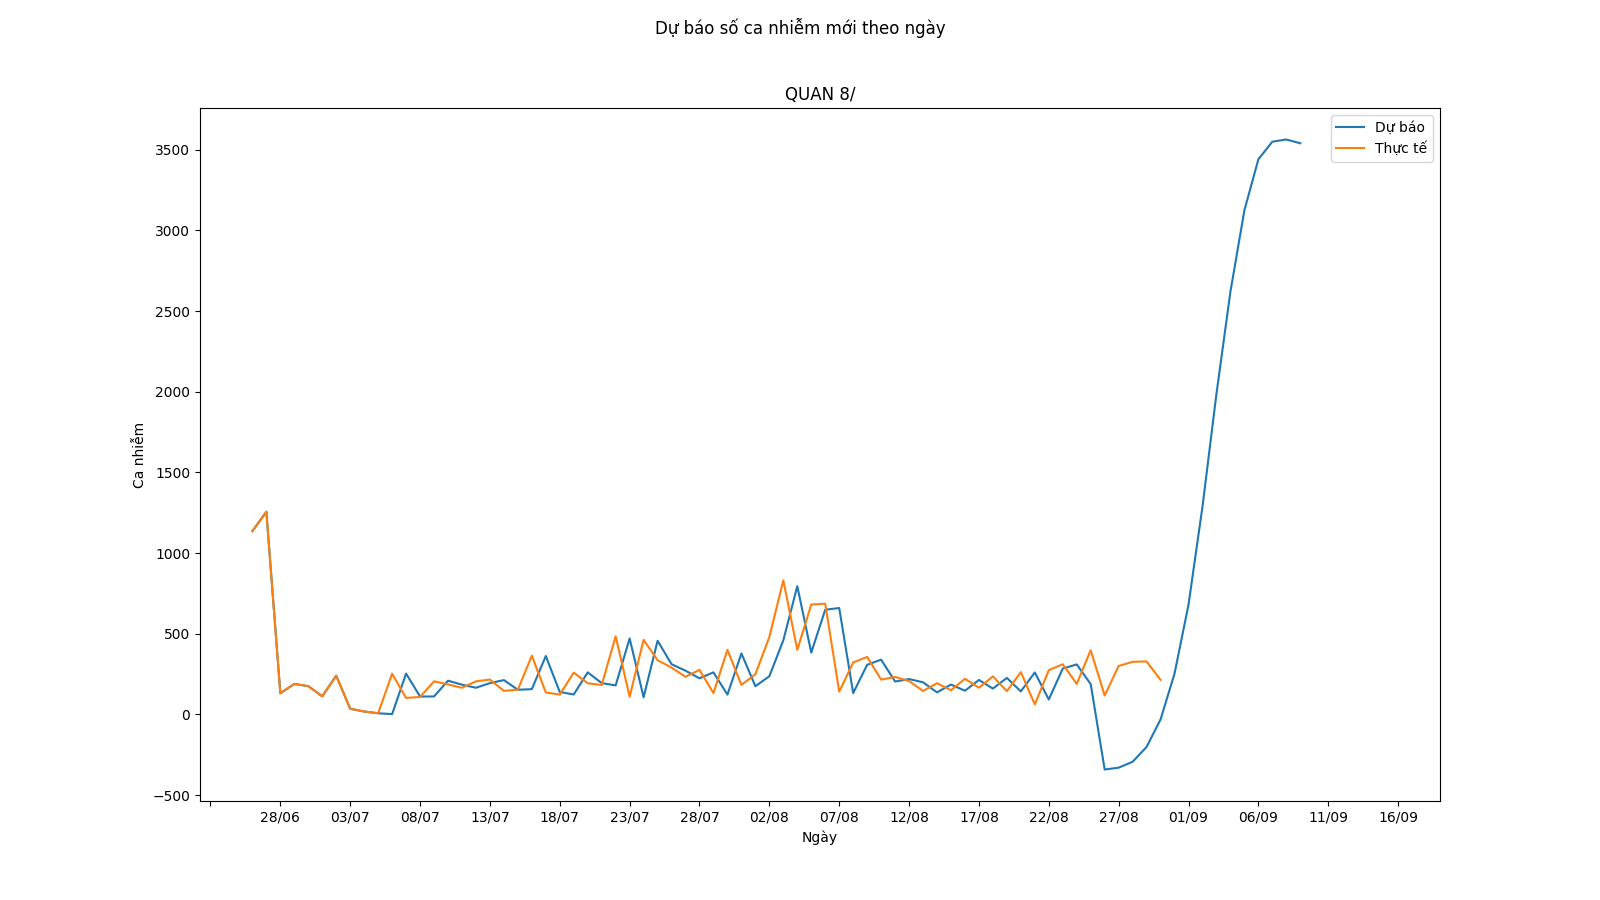 Dự báo số ca nhiễm mới theo ngày
QUAN 8/
Dự báo
Thực tế
3500
3000
2500
2000
1500
1000
500
0
−500
Ca nhiễm
28/06 03/07 08/07 13/07 18/07 23/07 28/07 02/08 07/08 12/08 17/08 22/08 27/08 01/09 06/09 11/09 16/09
Ngày